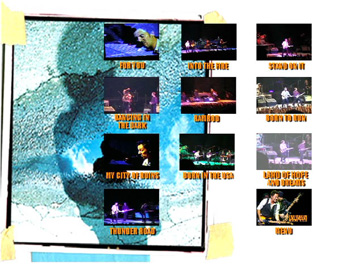 FOR YOU
INTO THE FIRE
STAND ON IT
DANCING IN
THE DARK
RAMROD
BORN TO RUN
MY CITY OF RUINS
BORN IN THE USA
LAND OF HOPE
AND DREAMS
THUNDER ROAD
MENU